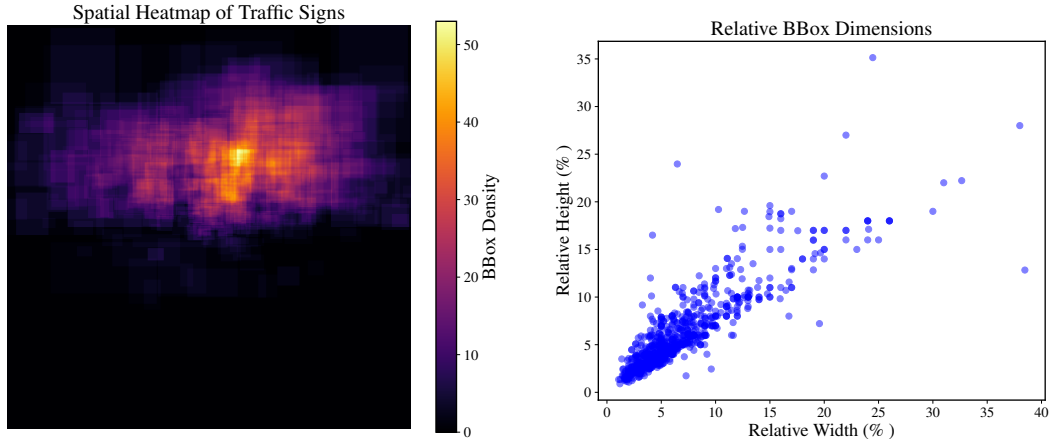 Spatial Heatmap of Traffic Signs
50
40
30
20
10
0
BBox Density
Relative BBox Dimensions
35
30
25
20
15
10
5
0
Relative Height (% )
0 5 10 15 20 25 30 35 40
Relative Width (% )